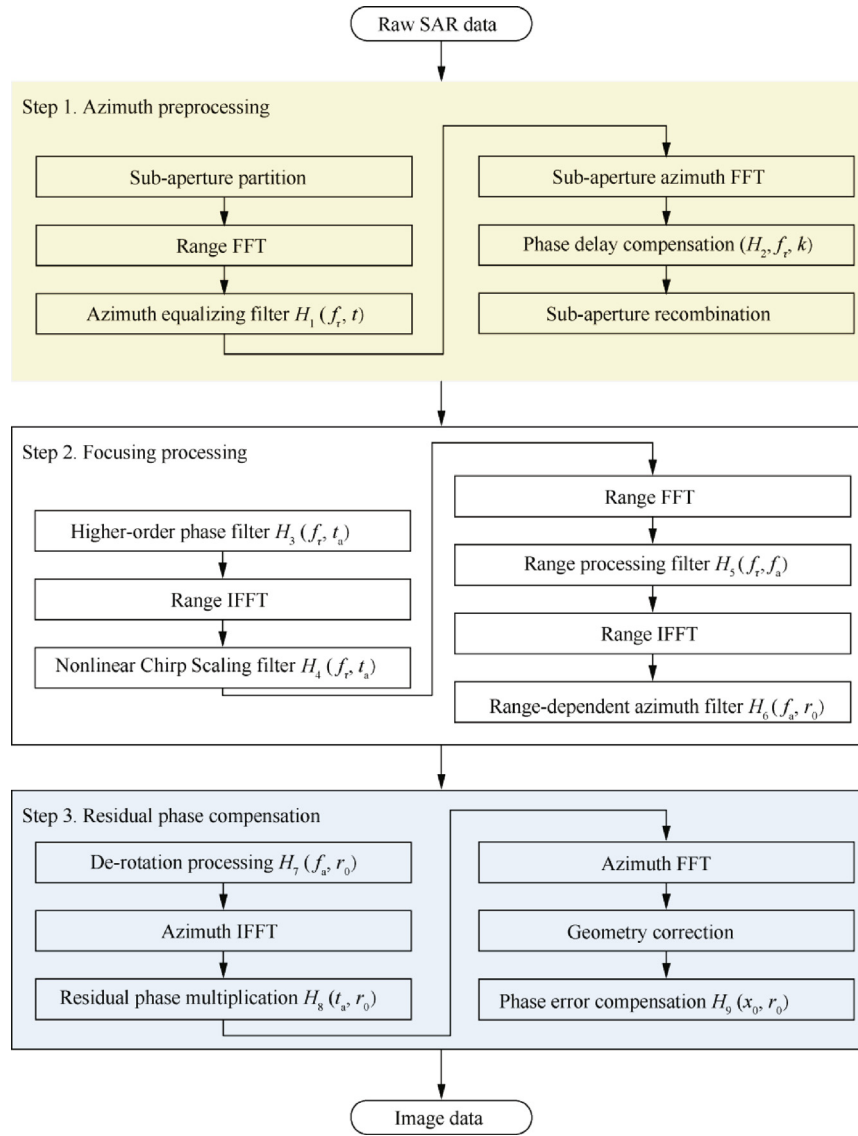 Raw SAR data
Step 1. Azimuth preprocessing
Sub-aperture partition
Range FFT
Azimuth equalizing filter H₁ (fᵣ, t)
Sub-aperture azimuth FFT
Phase delay compensation (H₂, fᵣ, k)
Sub-aperture recombination
Step 2. Focusing processing
Higher-order phase filter H₃ (fᵣ, tₐ)
Range IFFT
Nonlinear Chirp Scaling filter H₄ (fᵣ, tₐ)
Range FFT
Range processing filter H₅ (fᵣ, fₐ)
Range IFFT
Range-dependent azimuth filter H₆ (fₐ, r₀)
Step 3. Residual phase compensation
De-rotation processing H₇ (fₐ, r₀)
Azimuth IFFT
Residual phase multiplication H₈ (tₐ, r₀)
Azimuth FFT
Geometry correction
Phase error compensation H₉ (x₀, r₀)
Image data